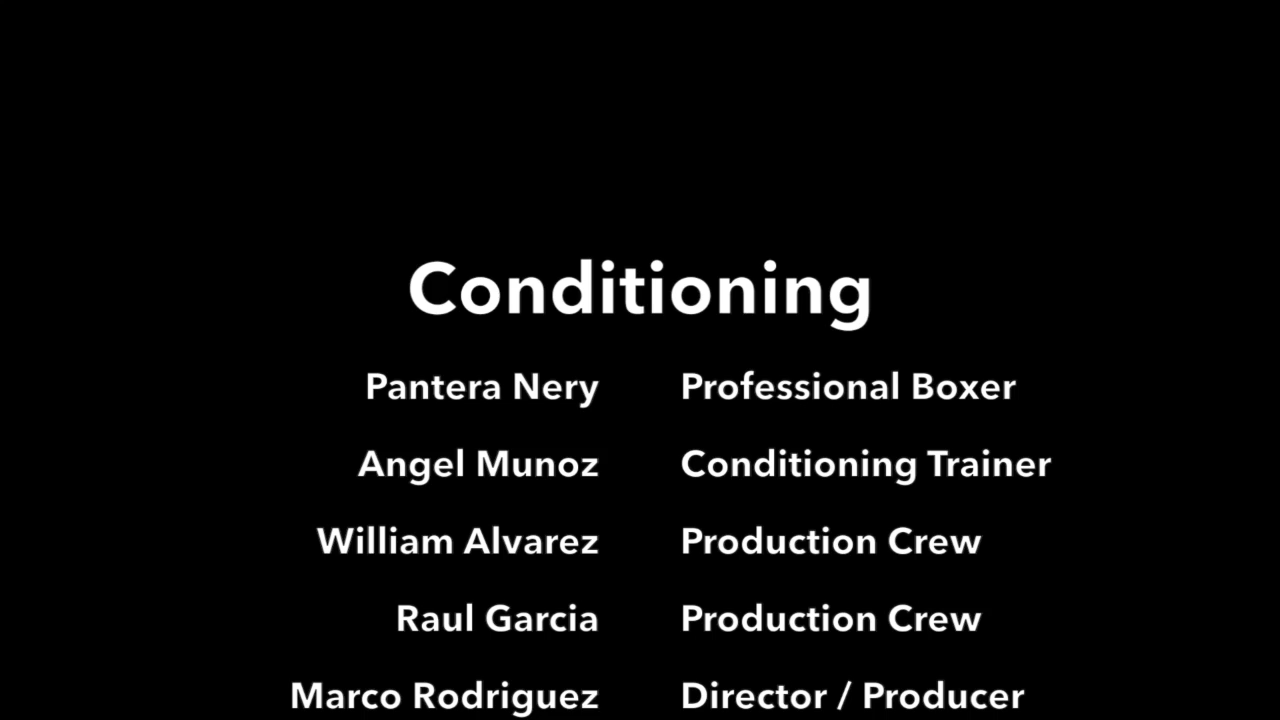 Conditioning
Pantera Nery Professional Boxer
Angel Munoz Conditioning Trainer
William Alvarez Production Crew
Raul Garcia Production Crew
Marco Rodriguez Director / Producer